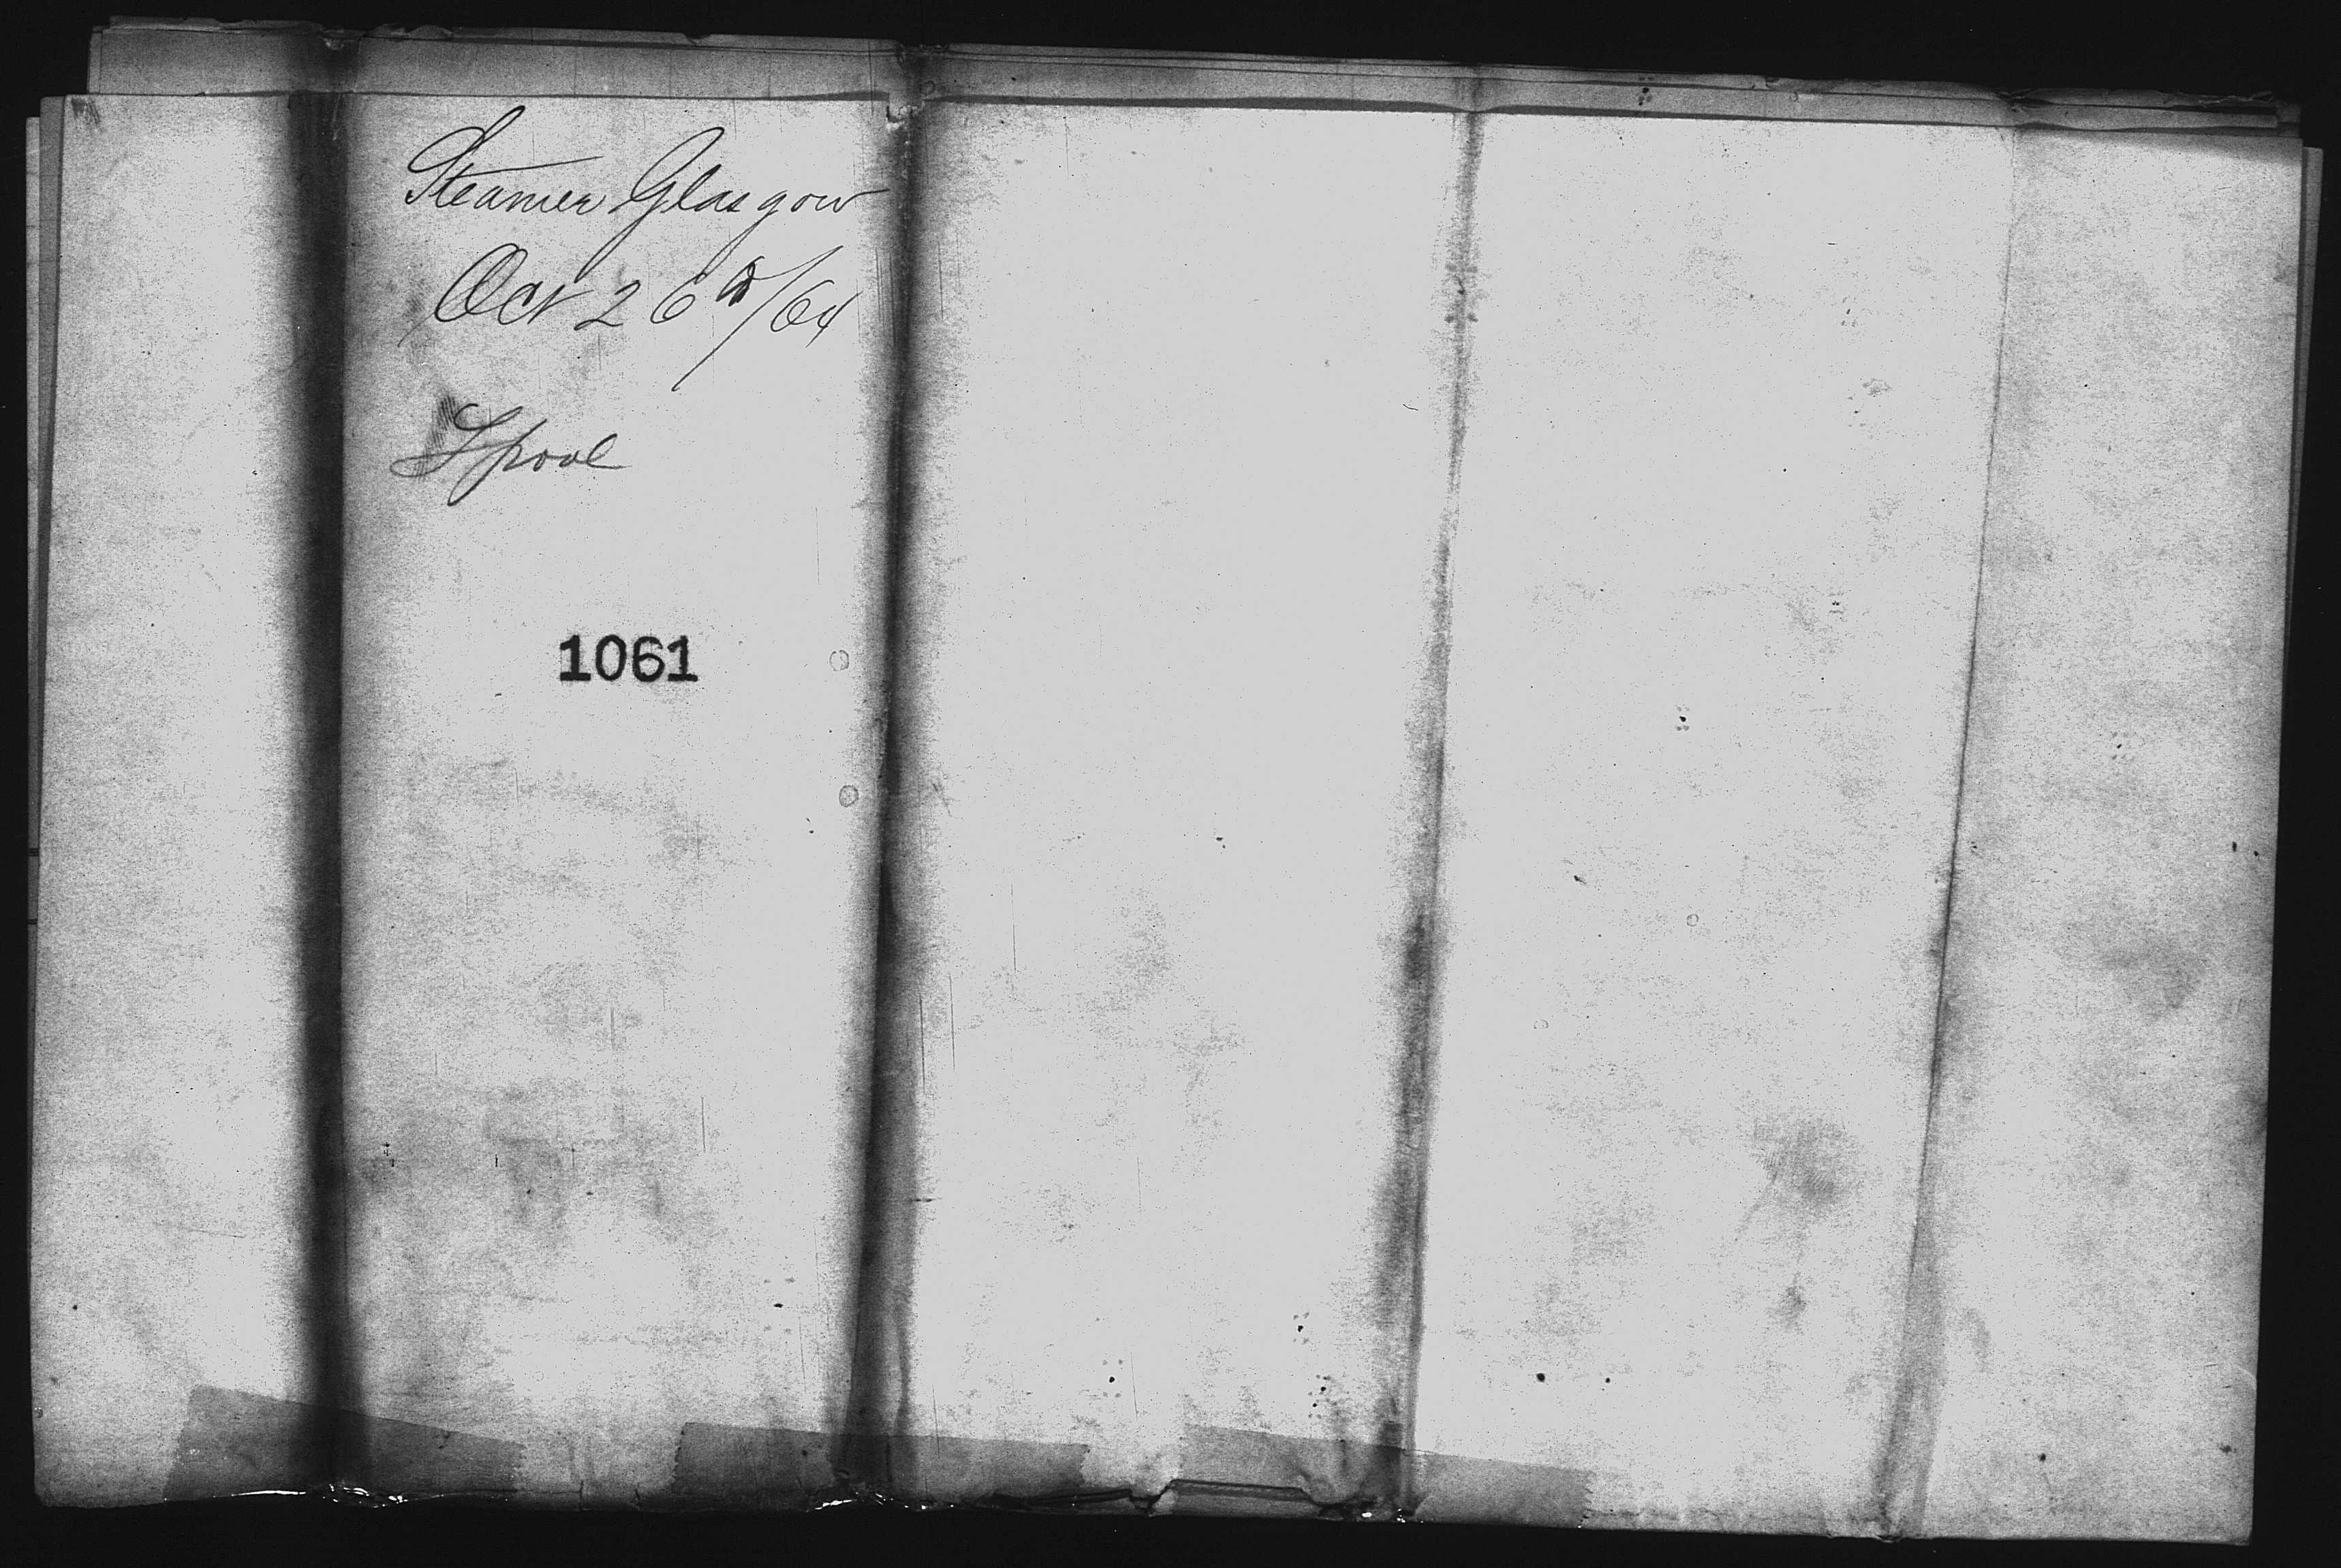 Steamer Glasgow
Oct 26th/64
Lpool
1061